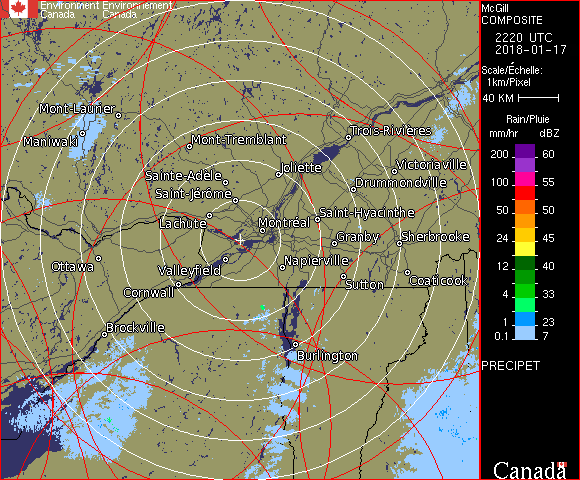 Environment Environnement
Canada Canada
McGill
COMPOSITE
2220 UTC
2018-01-17
Scale/Échelle:
1km/Pixel
40 KM
Rain/Pluie
mm/hr dBZ
200 60
100 55
50 50
24 45
12 40
4 33
1 23
0.1 7
PRECIPET
Canada
Mont-Laurier
Maniwaki
Mont-Tremblant
Trois-Rivières
Joliette
Victoriaville
Sainte-Adèle
Drummondville
Saint-Jérôme
Lachute
Montréal
Saint-Hyacinthe
Granby
Sherbrooke
Ottawa
Valleyfield
Napierville
Cornwall
Sutton
Coaticook
Brockville
Burlington